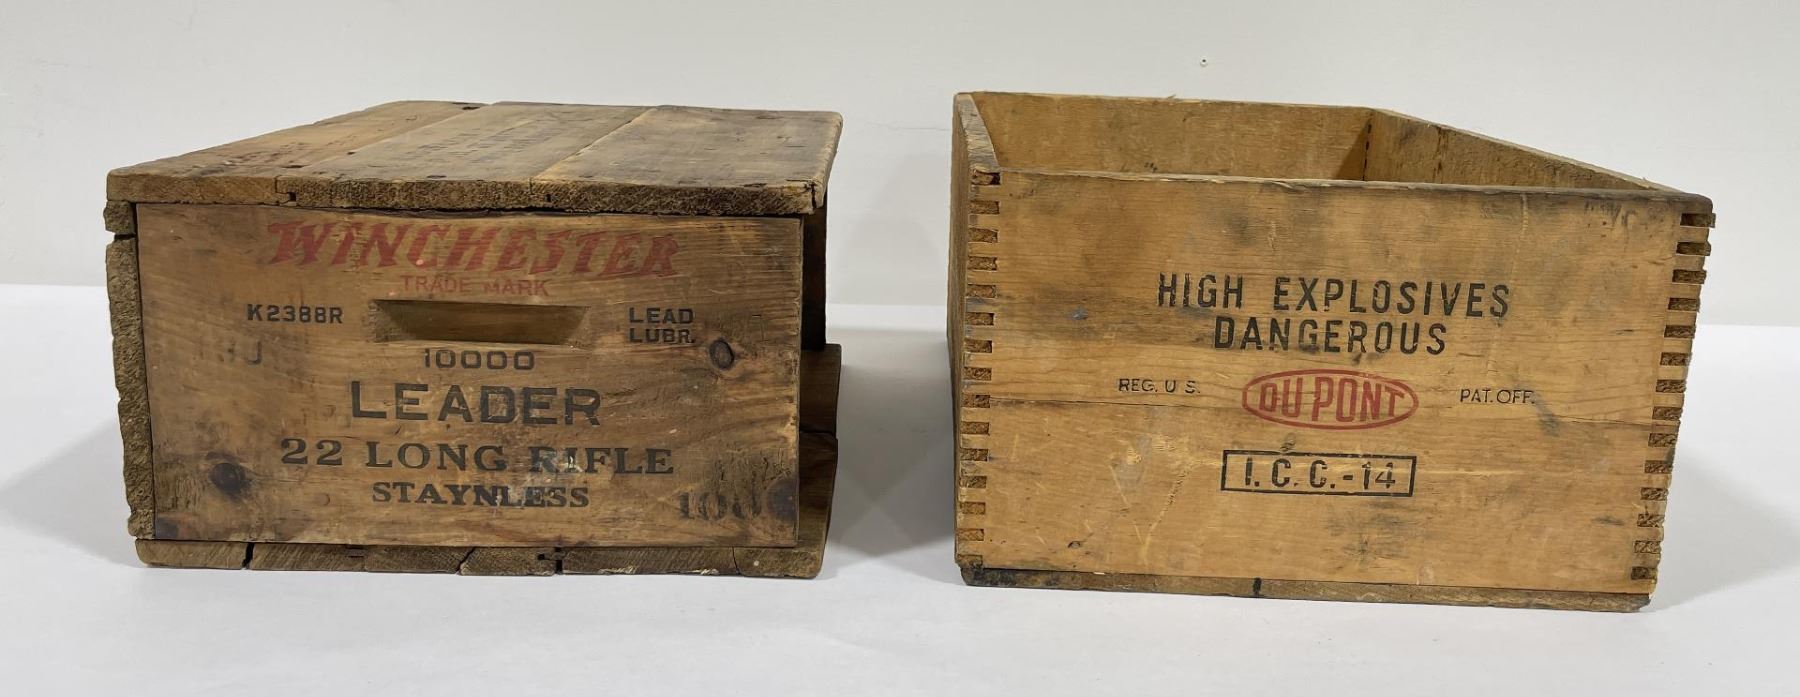 WINCHESTER
TRADE MARK
K2388R
LEAD
LUBR.
10000
LEADER
22 LONG RIFLE
STAYNLESS
HIGH EXPLOSIVES
DANGEROUS
REG. U.S. DU PONT PAT. OFF.
I.C.C.-14